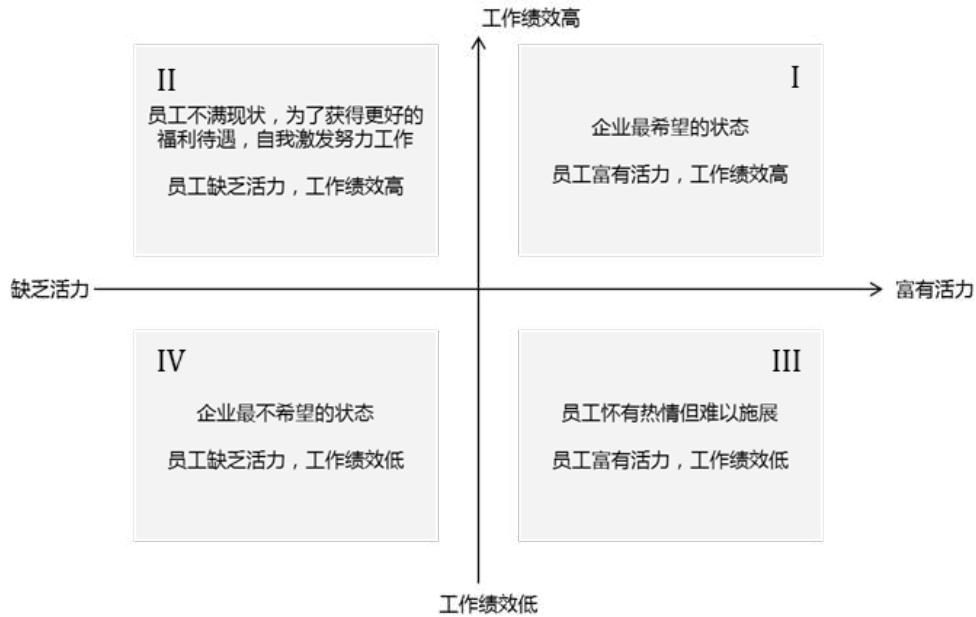 工作绩效高
II
员工不满现状，为了获得更好的
福利待遇，自我激发努力工作
员工缺乏活力，工作绩效高
I
企业最希望的状态
员工富有活力，工作绩效高
缺乏活力
富有活力
IV
企业最不希望的状态
员工缺乏活力，工作绩效低
III
员工怀有热情但难以施展
员工富有活力，工作绩效低
工作绩效低